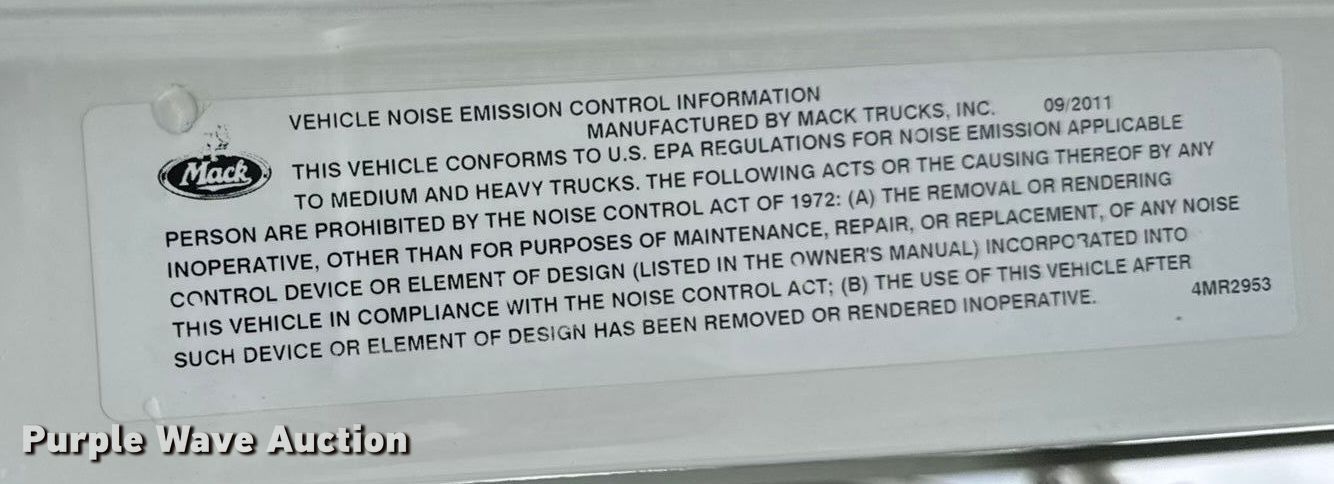 VEHICLE NOISE EMISSION CONTROL INFORMATION
MANUFACTURED BY MACK TRUCKS, INC. 09/2011
Mack
THIS VEHICLE CONFORMS TO U.S. EPA REGULATIONS FOR NOISE EMISSION APPLICABLE
TO MEDIUM AND HEAVY TRUCKS. THE FOLLOWING ACTS OR THE CAUSING THEREOF BY ANY
PERSON ARE PROHIBITED BY THE NOISE CONTROL ACT OF 1972: (A) THE REMOVAL OR RENDERING
INOPERATIVE, OTHER THAN FOR PURPOSES OF MAINTENANCE, REPAIR, OR REPLACEMENT, OF ANY NOISE
CONTROL DEVICE OR ELEMENT OF DESIGN (LISTED IN THE OWNER'S MANUAL) INCORPORATED INTO
THIS VEHICLE IN COMPLIANCE WITH THE NOISE CONTROL ACT; (B) THE USE OF THIS VEHICLE AFTER
SUCH DEVICE OR ELEMENT OF DESIGN HAS BEEN REMOVED OR RENDERED INOPERATIVE. 4MR2953
Purple Wave Auction